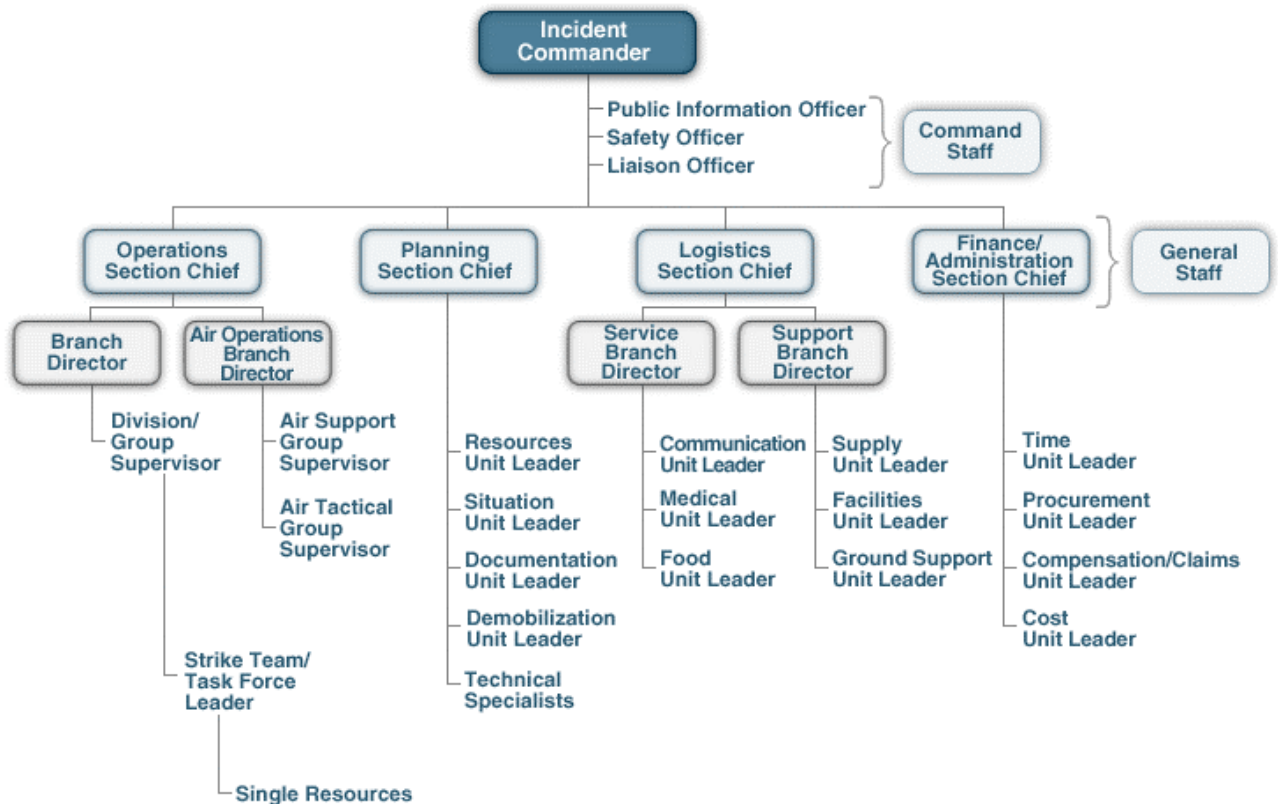 Incident
Commander
Public Information Officer
Safety Officer
Liaison Officer
Command
Staff
Operations
Section Chief
Planning
Section Chief
Logistics
Section Chief
Finance/
Administration
Section Chief
General
Staff
Branch
Director
Air Operations
Branch
Director
Service
Branch
Director
Support
Branch
Director
Division/
Group
Supervisor
Air Support
Group
Supervisor
Air Tactical
Group
Supervisor
Strike Team/
Task Force
Leader
Single Resources
Resources
Unit Leader
Situation
Unit Leader
Documentation
Unit Leader
Demobilization
Unit Leader
Technical
Specialists
Communication
Unit Leader
Medical
Unit Leader
Food
Unit Leader
Supply
Unit Leader
Facilities
Unit Leader
Ground Support
Unit Leader
Time
Unit Leader
Procurement
Unit Leader
Compensation/Claims
Unit Leader
Cost
Unit Leader